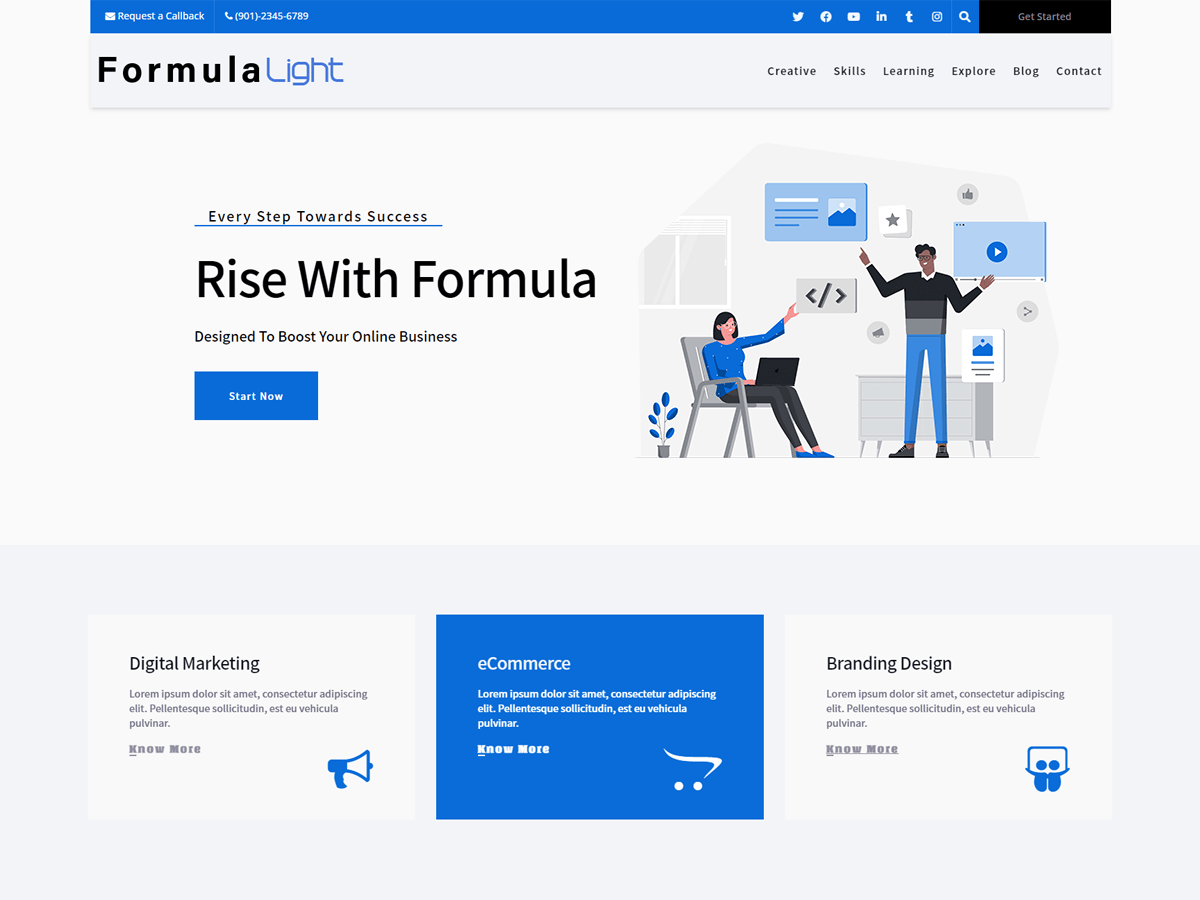 Request a Callback
(901)-2345-6789
Get Started
FormulaLight
Creative Skills Learning Explore Blog Contact
Every Step Towards Success
Rise With Formula
Designed To Boost Your Online Business
Start Now
</>
Digital Marketing
Lorem ipsum dolor sit amet, consectetur adipiscing
elit. Pellentesque sollicitudin, est eu vehicula
pulvinar.
Know More
eCommerce
Lorem ipsum dolor sit amet, consectetur adipiscing
elit. Pellentesque sollicitudin, est eu vehicula
pulvinar.
Know More
Branding Design
Lorem ipsum dolor sit amet, consectetur adipiscing
elit. Pellentesque sollicitudin, est eu vehicula
pulvinar.
Know More